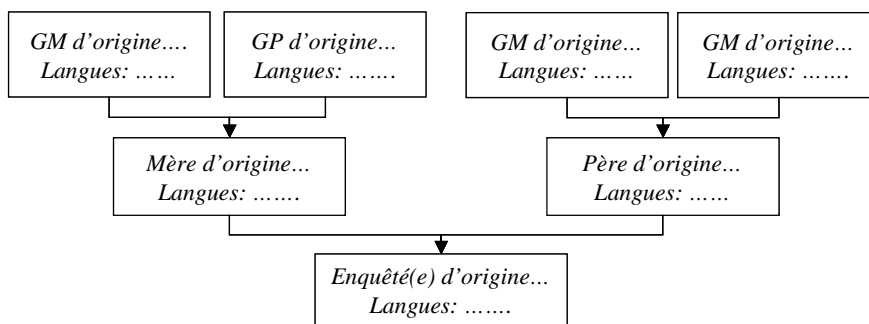 GM d’origine….
Langues: ……
GP d’origine…
Langues: …….
GM d’origine…
Langues: ……
GM d’origine…
Langues: …….
Mère d’origine…
Langues: …….
Père d’origine…
Langues: ……
Enquêté(e) d’origine…
Langues: …….